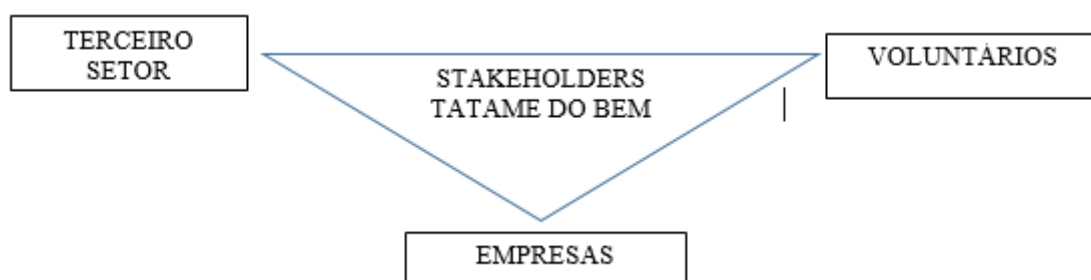 TERCEIRO
SETOR
VOLUNTÁRIOS
STAKEHOLDERS
TATAME DO BEM
EMPRESAS